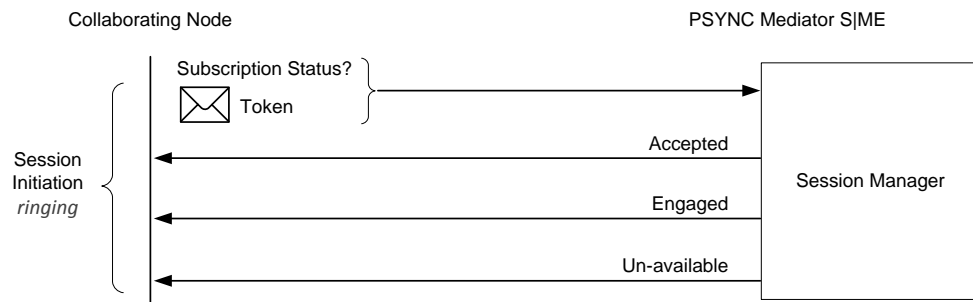 Collaborating Node
PSYNC Mediator S|ME
Subscription Status?
Token
Accepted
Session
Initiation
ringing
Session Manager
Engaged
Un-available